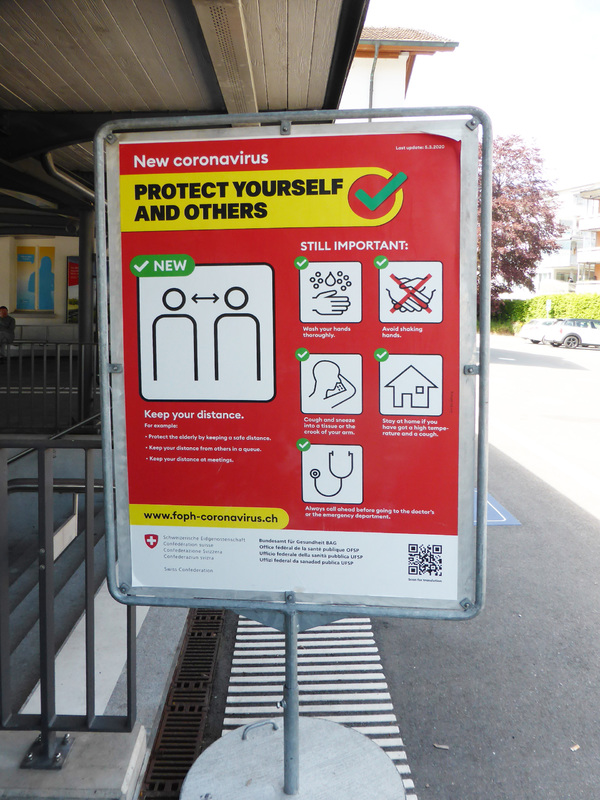 New coronavirus
Last update: 5.3.2020
PROTECT YOURSELF
AND OTHERS
NEW
Keep your distance.
For example:
• Protect the elderly by keeping a safe distance.
• Keep your distance from others in a queue.
• Keep your distance at meetings.
STILL IMPORTANT:
Wash your hands
thoroughly.
Avoid shaking
hands.
Cough and sneeze
into a tissue or the
crook of your arm.
Stay at home if you
have got a high tempe-
rature and a cough.
Always call ahead before going to the doctor's
or the emergency department.
www.foph-coronavirus.ch
Schweizerische Eidgenossenschaft
Confédération suisse
Confederazione Svizzera
Confederaziun svizra
Swiss Confederation
Bundesamt für Gesundheit BAG
Office fédéral de la santé publique OFSP
Ufficio federale della sanità pubblica UFSP
Uffizi federal da sanadad publica UFSP
Scan for translation